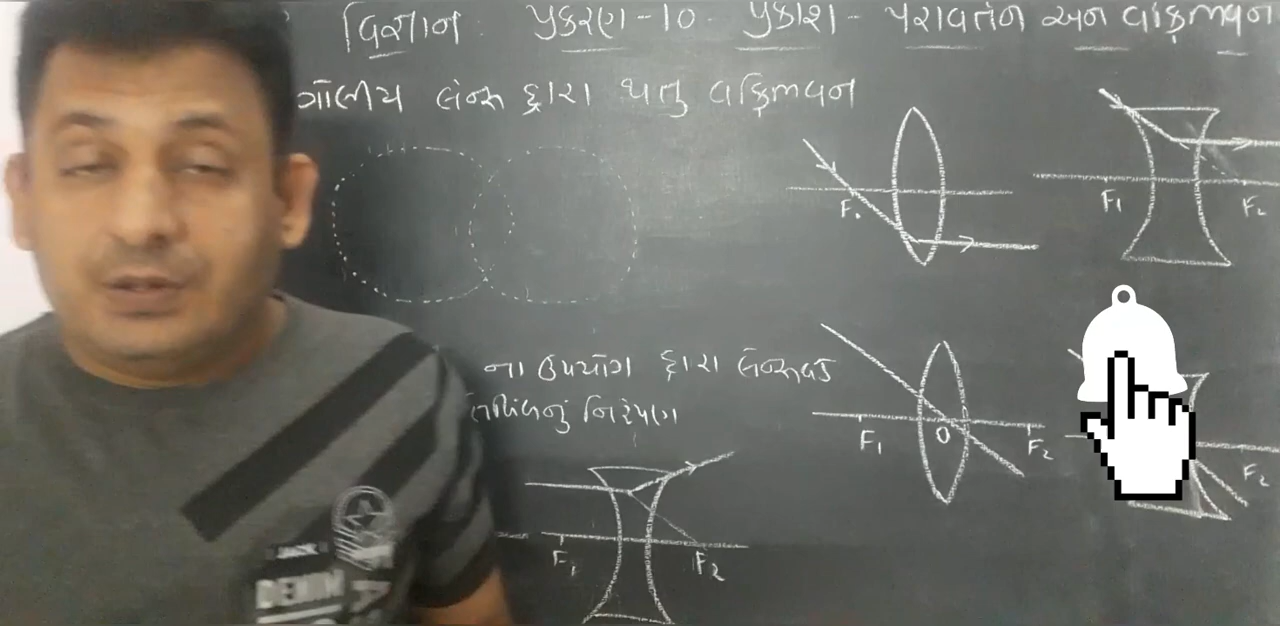 વિજ્ઞાન : પ્રકરણ - 10 પ્રકાશ - પરાવર્તન અને વક્રિભવન
ગોલીય લેન્સ દ્વારા થતુ વક્રિભવન
F₁
F₁ F₂
ના ઉપયોગ દ્વારા લેન્સવડે
F₁ O F₂
F₂
F₁ F₂
DENIM